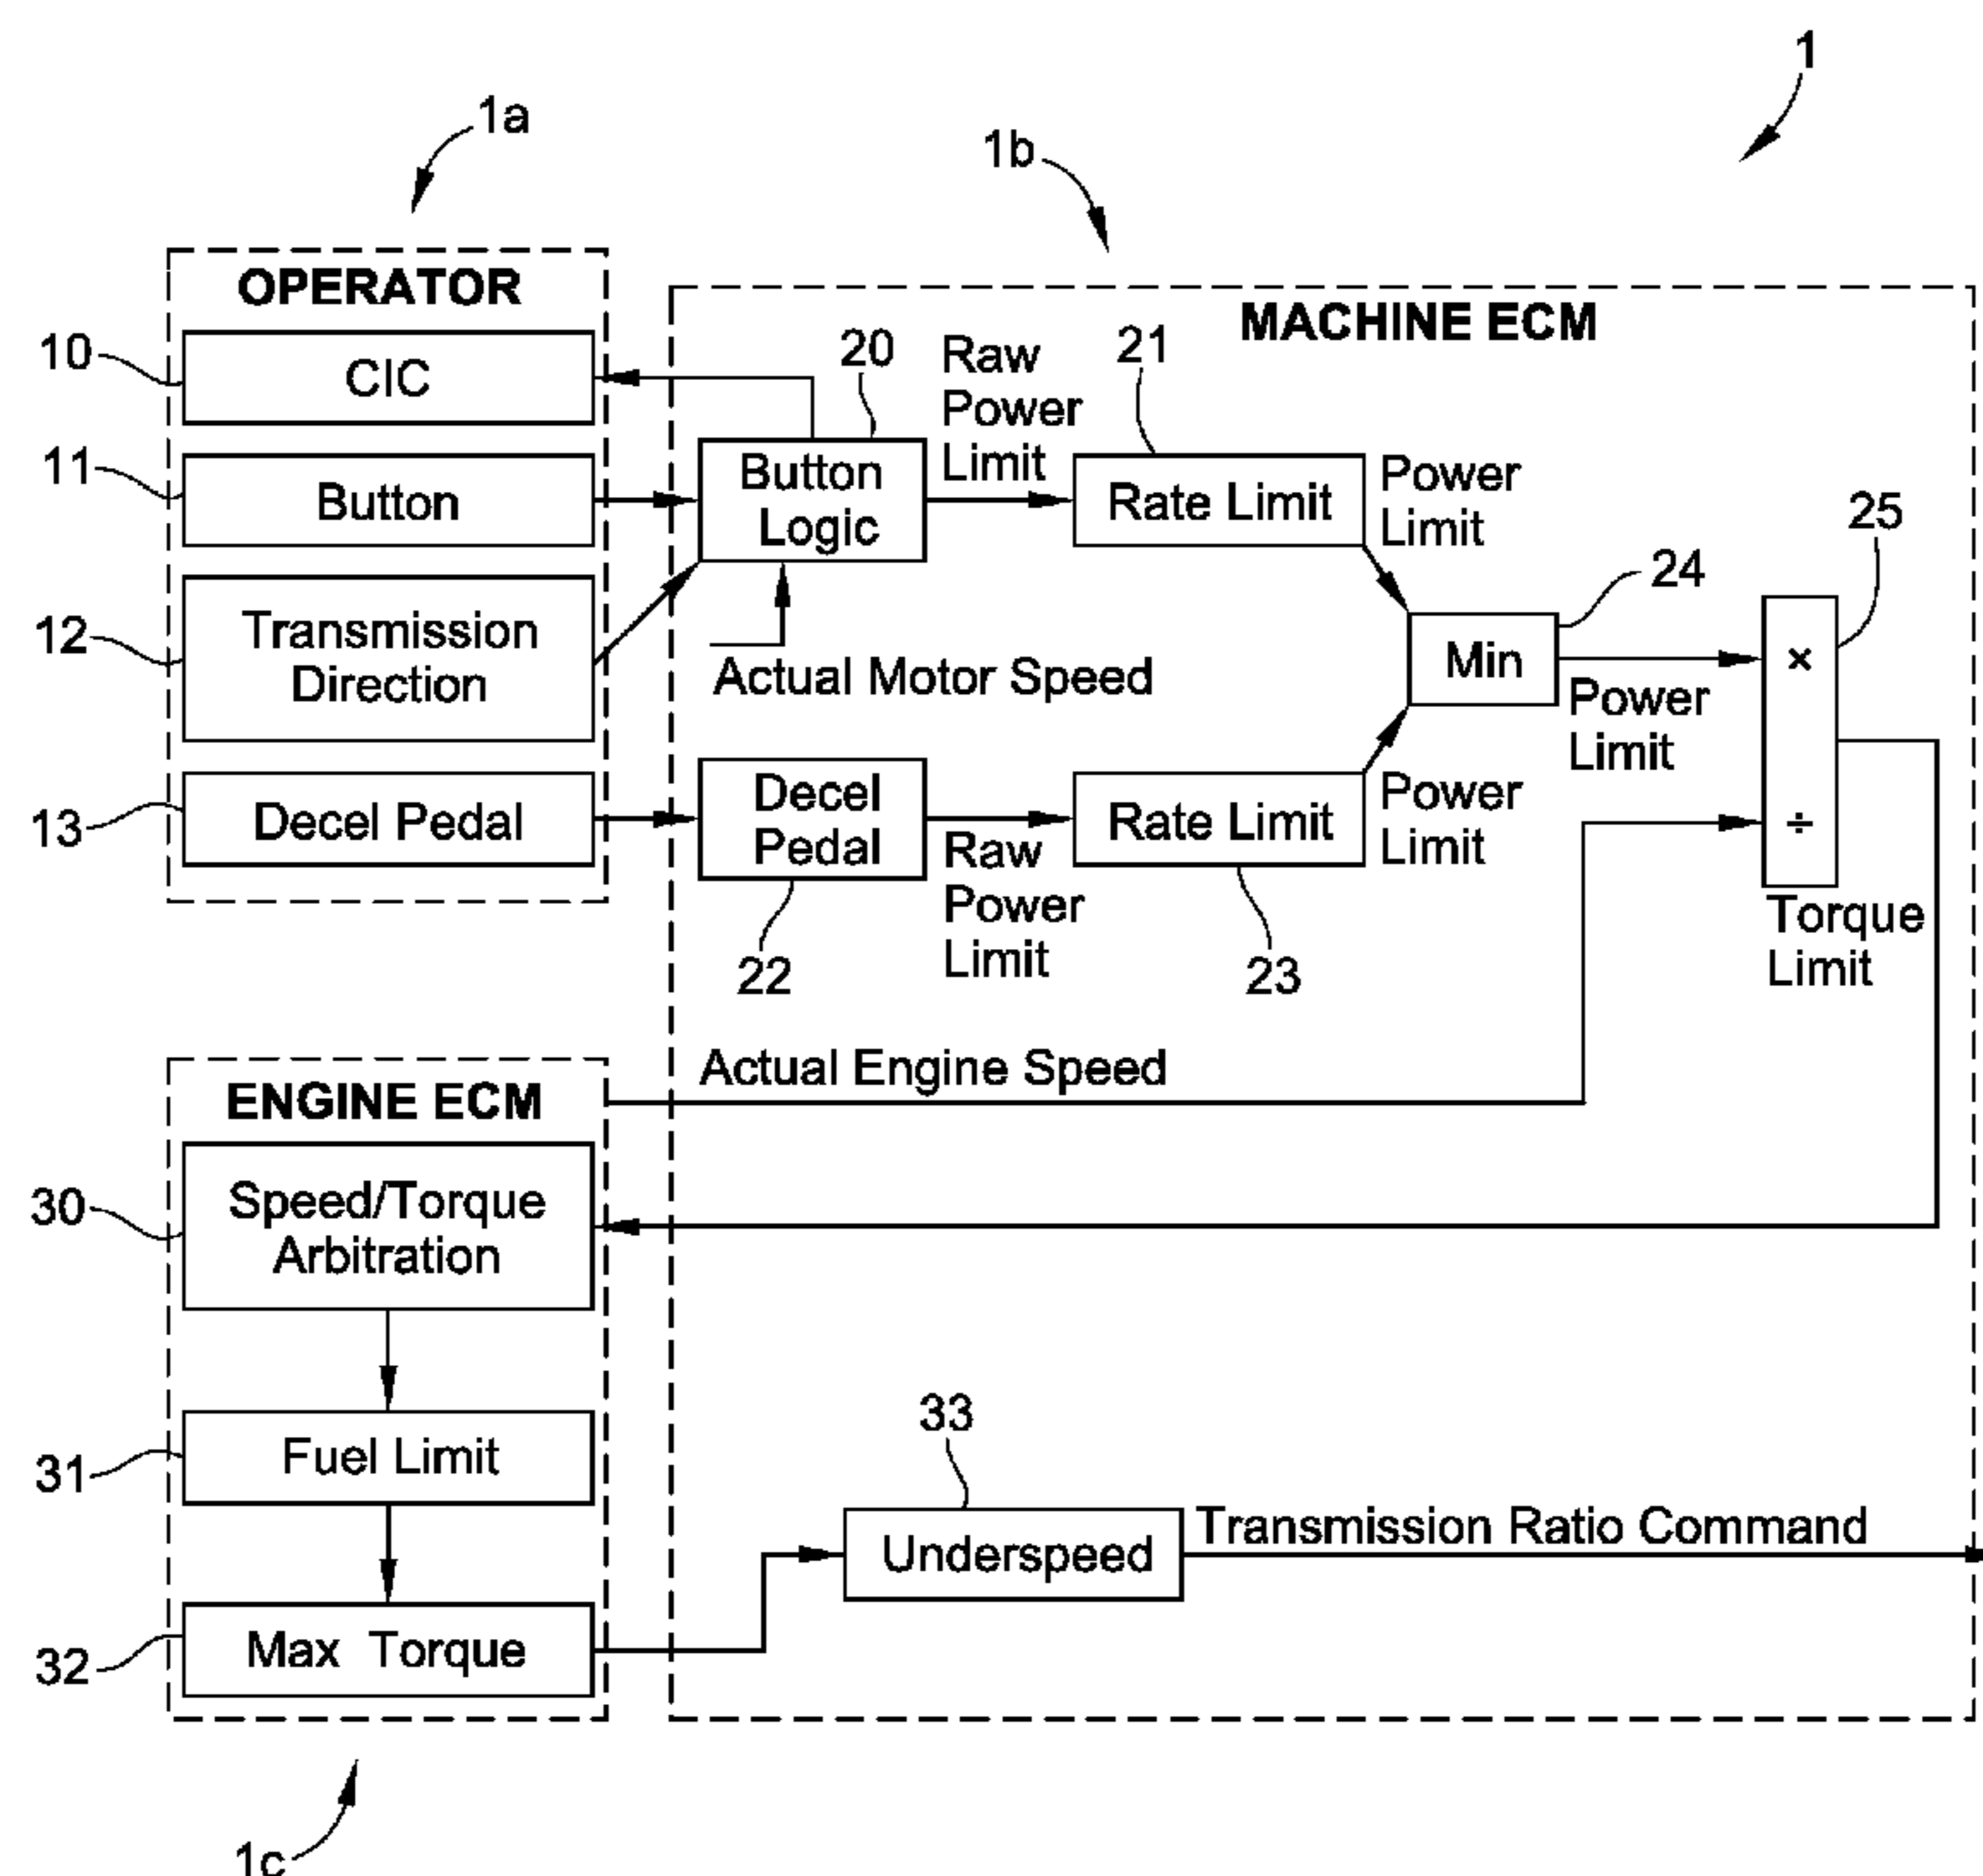 1
1a
1b
OPERATOR
MACHINE ECM
10
CIC
20
Raw
Power
Limit
21
11
Button
Button
Logic
Rate Limit
Power
Limit
25
24
12
Transmission
Direction
Actual Motor Speed
Min
×
Power
Limit
13
Decel Pedal
Decel
Pedal
Raw
Power
Limit
Rate Limit
Power
Limit
÷
22
23
Torque
Limit
Actual Engine Speed
ENGINE ECM
30
Speed/Torque
Arbitration
31
Fuel Limit
33
Underspeed
Transmission Ratio Command
32
Max Torque
1c